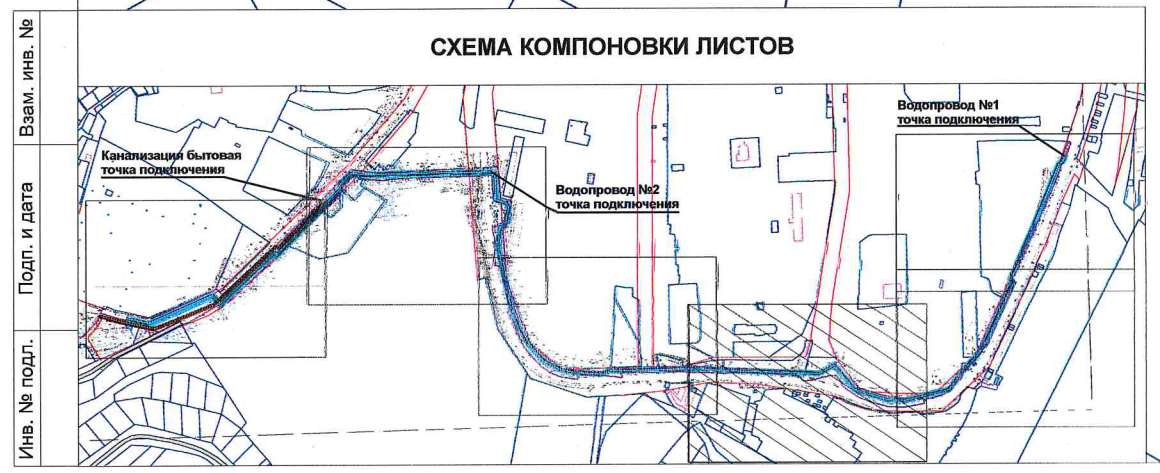 СХЕМА КОМПОНОВКИ ЛИСТОВ
Взам. инв. №
Подп. и дата
Инв. № подл.
Водопровод №1
точка подключения
Канализация бытовая
точка подключения
Водопровод №2
точка подключения